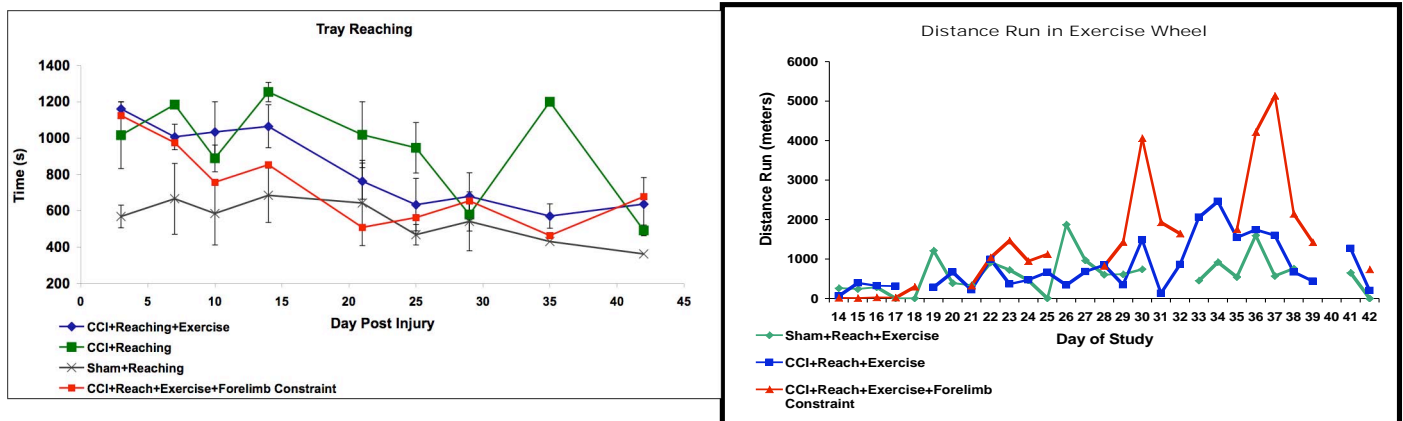 Tray Reaching
1400
1200
1000
800
600
400
200
Time (s)
0 5 10 15 20 25 30 35 40 45
Day Post Injury
CCI+Reaching+Exercise
CCI+Reaching
Sham+Reaching
CCI+Reach+Exercise+Forelimb Constraint
Distance Run in Exercise Wheel
6000
5000
4000
3000
2000
1000
0
Distance Run (meters)
14 15 16 17 18 19 20 21 22 23 24 25 26 27 28 29 30 31 32 33 34 35 36 37 38 39 40 41 42
Day of Study
Sham+Reach+Exercise
CCI+Reach+Exercise
CCI+Reach+Exercise+Forelimb
Constraint